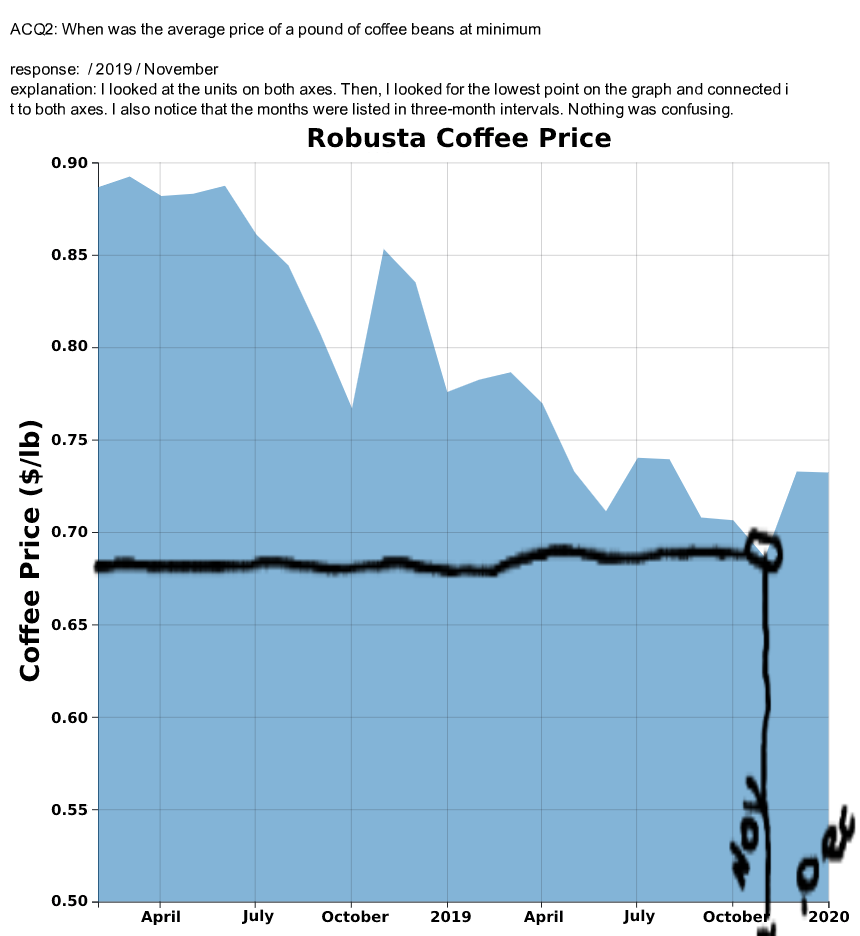 ACQ2: When was the average price of a pound of coffee beans at minimum
response:  / 2019 / November
explanation: I looked at the units on both axes. Then, I looked for the lowest point on the graph and connected i
t to both axes. I also notice that the months were listed in three-month intervals. Nothing was confusing.
Robusta Coffee Price
0.90
0.85
0.80
0.75
0.70
0.65
0.60
0.55
0.50
Coffee Price ($/lb)
Nov
Dec
April
July
October
2019
April
July
October
2020